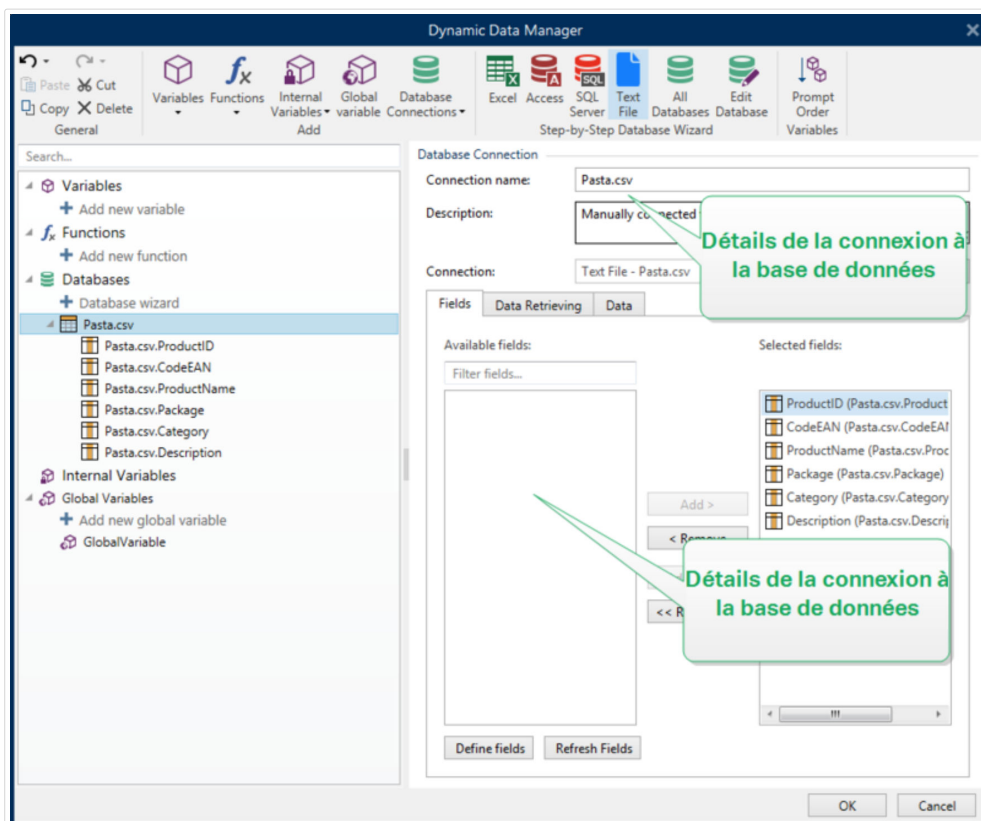 Dynamic Data Manager
Paste Cut
Copy Delete
General
Variables Functions Internal Variables Global variable Database Connections
Add
Excel Access SQL Server Text File All Databases Edit Database
Step-by-Step Database Wizard
Prompt Order
Variables
Search...
Variables
Add new variable
Functions
Add new function
Databases
Database wizard
Pasta.csv
Pasta.csv.ProductID
Pasta.csv.CodeEAN
Pasta.csv.ProductName
Pasta.csv.Package
Pasta.csv.Category
Pasta.csv.Description
Internal Variables
Global Variables
Add new global variable
GlobalVariable
Database Connection
Connection name: Pasta.csv
Description: Manually connected
Connection: Text File - Pasta.csv
Détails de la connexion à
la base de données
Fields Data Retrieving Data
Available fields:
Filter fields...
Selected fields:
ProductID (Pasta.csv.Product
CodeEAN (Pasta.csv.CodeEAN
ProductName (Pasta.csv.Proc
Package (Pasta.csv.Package)
Category (Pasta.csv.Category
Description (Pasta.csv.Descrip
Add >
< Remove
<< R
Détails de la connexion à
la base de données
Define fields Refresh Fields
OK Cancel